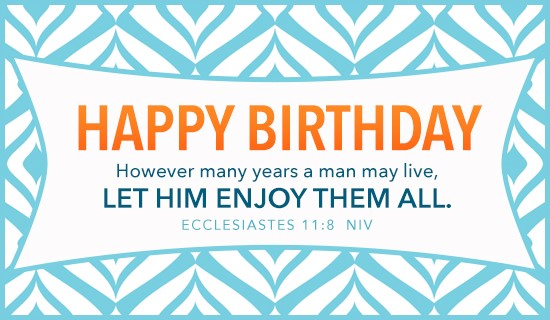 HAPPY BIRTHDAY
However many years a man may live,
LET HIM ENJOY THEM ALL.
ECCLESIASTES 11:8 NIV